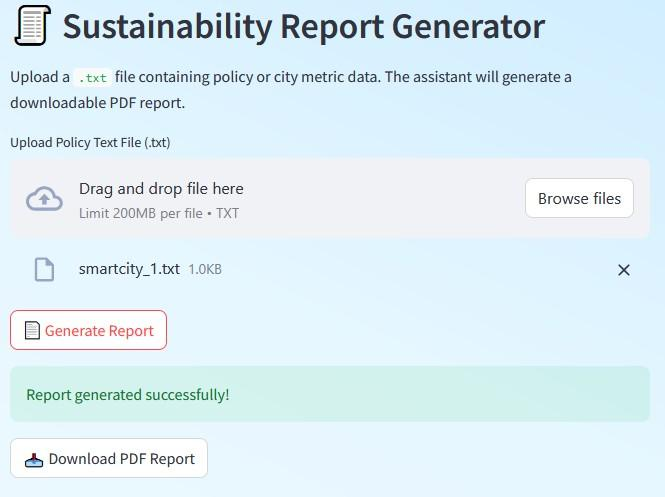 Sustainability Report Generator
Upload a .txt file containing policy or city metric data. The assistant will generate a
downloadable PDF report.
Upload Policy Text File (.txt)
Drag and drop file here
Limit 200MB per file • TXT
Browse files
smartcity_1.txt 1.0KB
Generate Report
Report generated successfully!
Download PDF Report